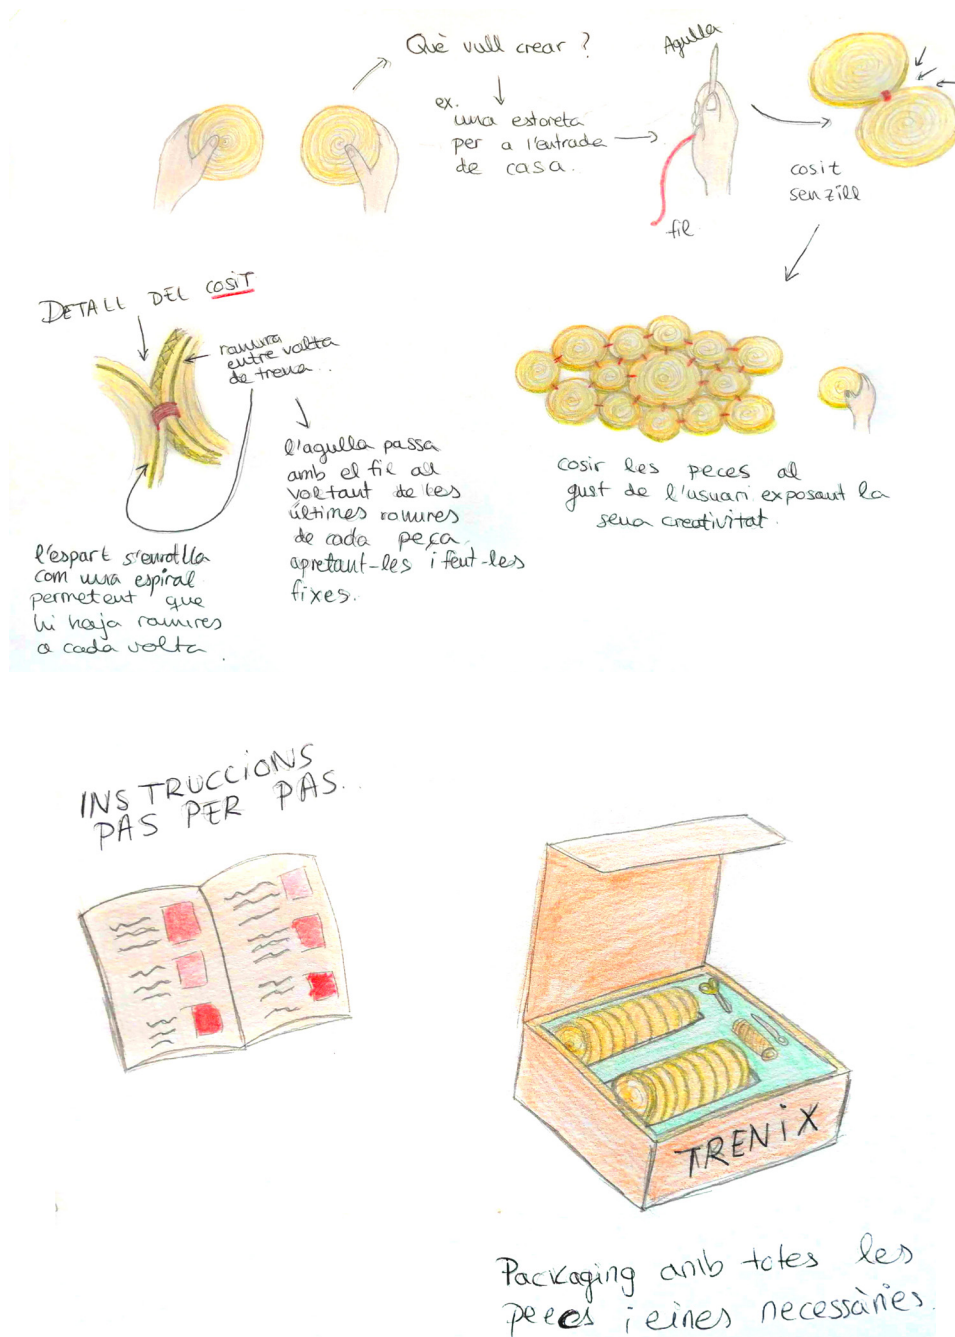 Què vull crear ?
ex.
una estoreta
per a l'entrada
de casa.
Agulla
fil
cosit
senzill
DETALL DEL COSIT
ranura
entre volta
de trena..
l'agulla passa
amb el fil al
voltant de les
últimes ranures
de cada peça
apretant-les i fent-les
fixes.
l'espart s'enrotlla
com una espiral
permetent que
hi haja ranures
a cada volta
cosir les peces al
gust de l'usuari exposant la
seua creativitat.
INSTRUCCIONS
PAS PER PAS..
TRENiX
Packaging amb totes les
peces i eines necessàries.